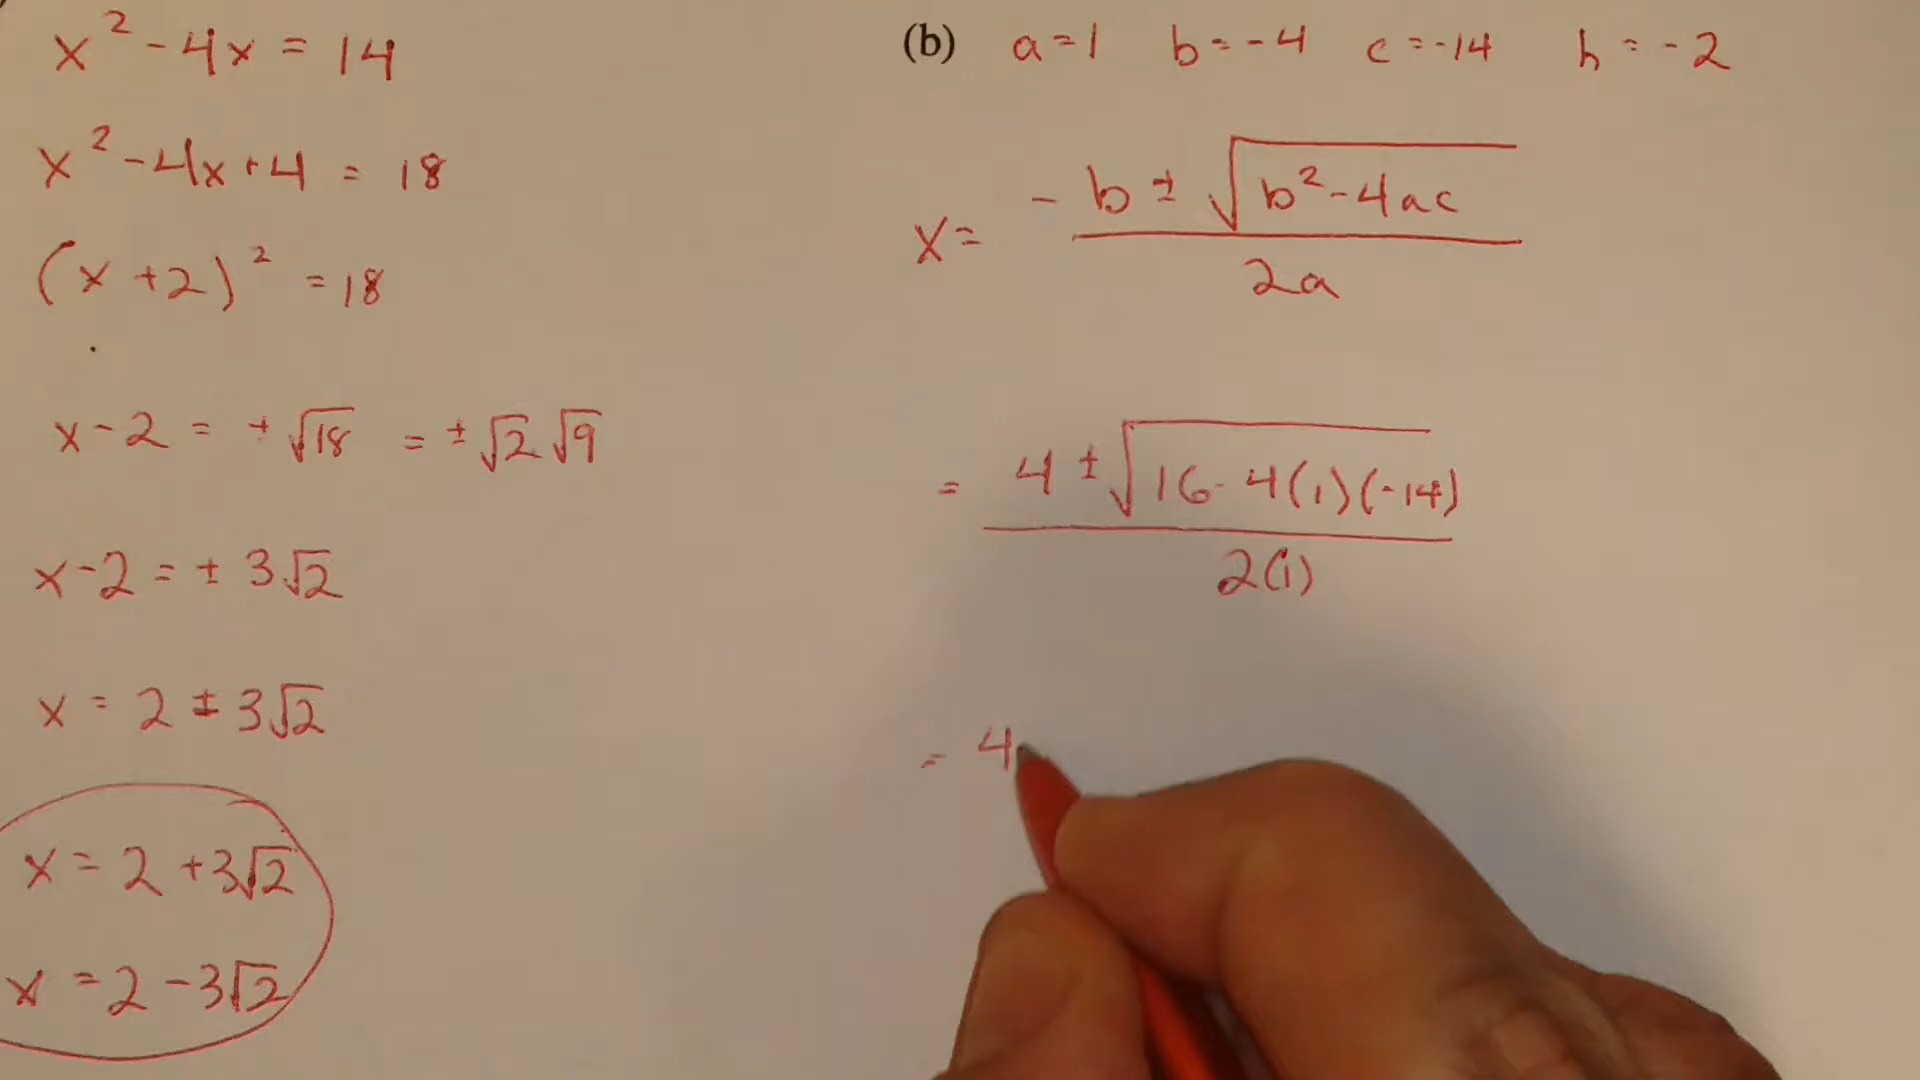 x² - 4x = 14
x² - 4x + 4 = 18
(x + 2)² = 18
x - 2 = ± √18 = ± √2 √9
x - 2 = ± 3√2
x = 2 ± 3√2
x = 2 + 3√2
x = 2 - 3√2
(b) a = 1 b = -4 c = -14 h = -2
- b ± √b² - 4ac
x =
2a
= 4 ± √16 - 4(1)(-14)
2(1)
= 4